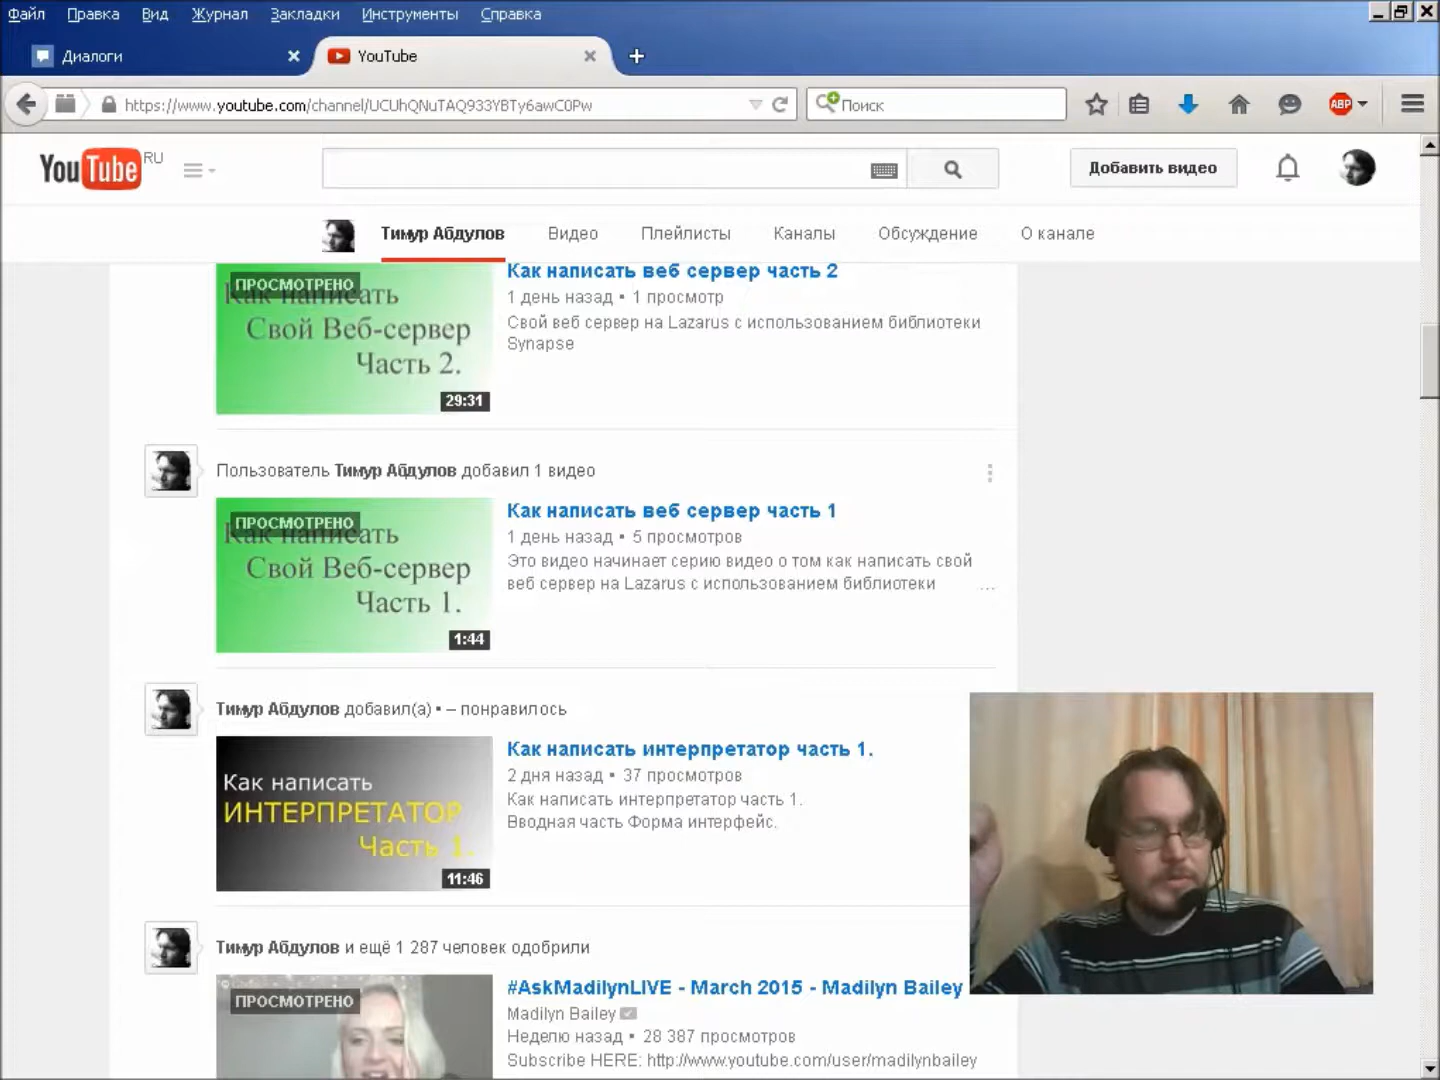 Файл Правка Вид Журнал Закладки Инструменты Справка
Диалоги
YouTube
https://www.youtube.com/channel/UCUhQNuTAQ933YBTy6awC0Pw
Поиск
ABP
YouTube RU
Добавить видео
Тимур Абдулов Видео Плейлисты Каналы Обсуждение О канале
ПРОСМОТРЕНО
Как написать
Свой Веб-сервер
Часть 2.
29:31
Как написать веб сервер часть 2
1 день назад • 1 просмотр
Свой веб сервер на Lazarus с использованием библиотеки
Synapse
Пользователь Тимур Абдулов добавил 1 видео
ПРОСМОТРЕНО
Как написать
Свой Веб-сервер
Часть 1.
1:44
Как написать веб сервер часть 1
1 день назад • 5 просмотров
Это видео начинает серию видео о том как написать свой
веб сервер на Lazarus с использованием библиотеки ...
Тимур Абдулов добавил(а) • – понравилось
Как написать
ИНТЕРПРЕТАТОР
Часть 1.
11:46
Как написать интерпретатор часть 1.
2 дня назад • 37 просмотров
Как написать интерпретатор часть 1.
Вводная часть Форма интерфейс.
Тимур Абдулов и ещё 1 287 человек одобрили
ПРОСМОТРЕНО
#AskMadilynLIVE - March 2015 - Madilyn Bailey
Madilyn Bailey
Неделю назад • 28 387 просмотров
Subscribe HERE: http://www.youtube.com/user/madilynbailey